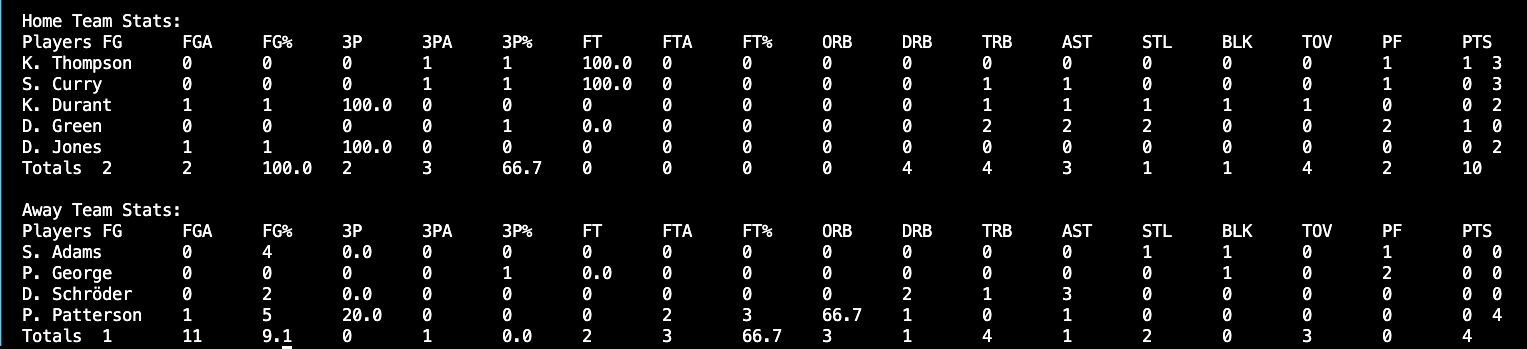 Home Team Stats:
Players FG FGA FG% 3P 3PA 3P% FT FTA FT% ORB DRB TRB AST STL BLK TOV PF PTS
K. Thompson 0 0 0 1 1 100.0 0 0 0 0 0 0 0 0 0 1 1 3
S. Curry 0 0 0 1 1 100.0 0 0 0 0 1 1 0 0 0 1 0 3
K. Durant 1 1 100.0 0 0 0 0 0 0 0 1 1 1 1 1 0 0 2
D. Green 0 0 0 0 1 0.0 0 0 0 0 2 2 2 0 0 2 1 0
D. Jones 1 1 100.0 0 0 0 0 0 0 0 0 0 0 0 0 0 0 2
Totals 2 2 100.0 2 3 66.7 0 0 0 0 4 4 3 1 1 4 2 10
Away Team Stats:
Players FG FGA FG% 3P 3PA 3P% FT FTA FT% ORB DRB TRB AST STL BLK TOV PF PTS
S. Adams 0 4 0.0 0 0 0 0 0 0 0 0 0 0 1 1 0 1 0 0
P. George 0 0 0 0 1 0.0 0 0 0 0 0 0 0 1 0 2 0 0
D. Schröder 0 2 0.0 0 0 0 0 0 0 2 1 3 0 0 0 0 0
P. Patterson 1 5 20.0 0 0 0 2 3 66.7 1 0 1 0 0 0 0 4
Totals 1 11 9.1 0 1 0.0 2 3 66.7 3 1 4 1 2 0 3 0 4